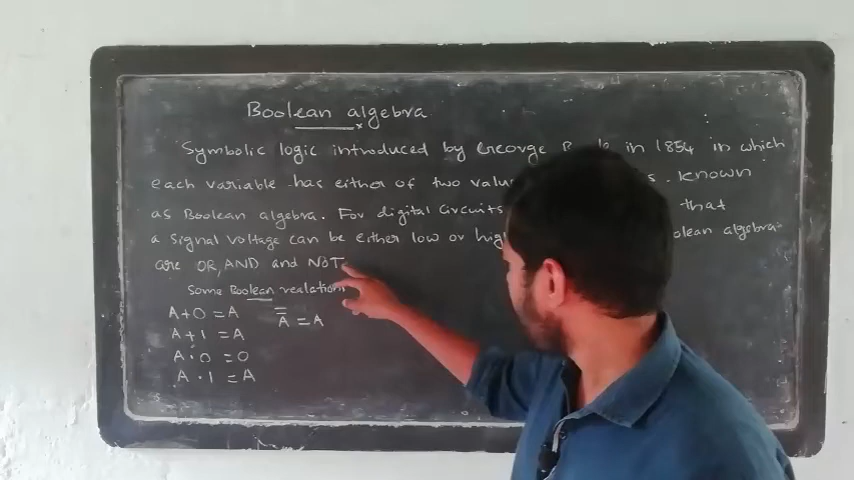 Boolean algebra
Symbolic logic introduced by George in 1854 in which
each variable has either of two known
as Boolean algebra. For digital circuits that
a signal voltage can be either low or algebra
are OR, AND and NOT
Some Boolean realation
A+0 = A
A̿ = A
A+1 = A
A·0 = 0
A·1 = A